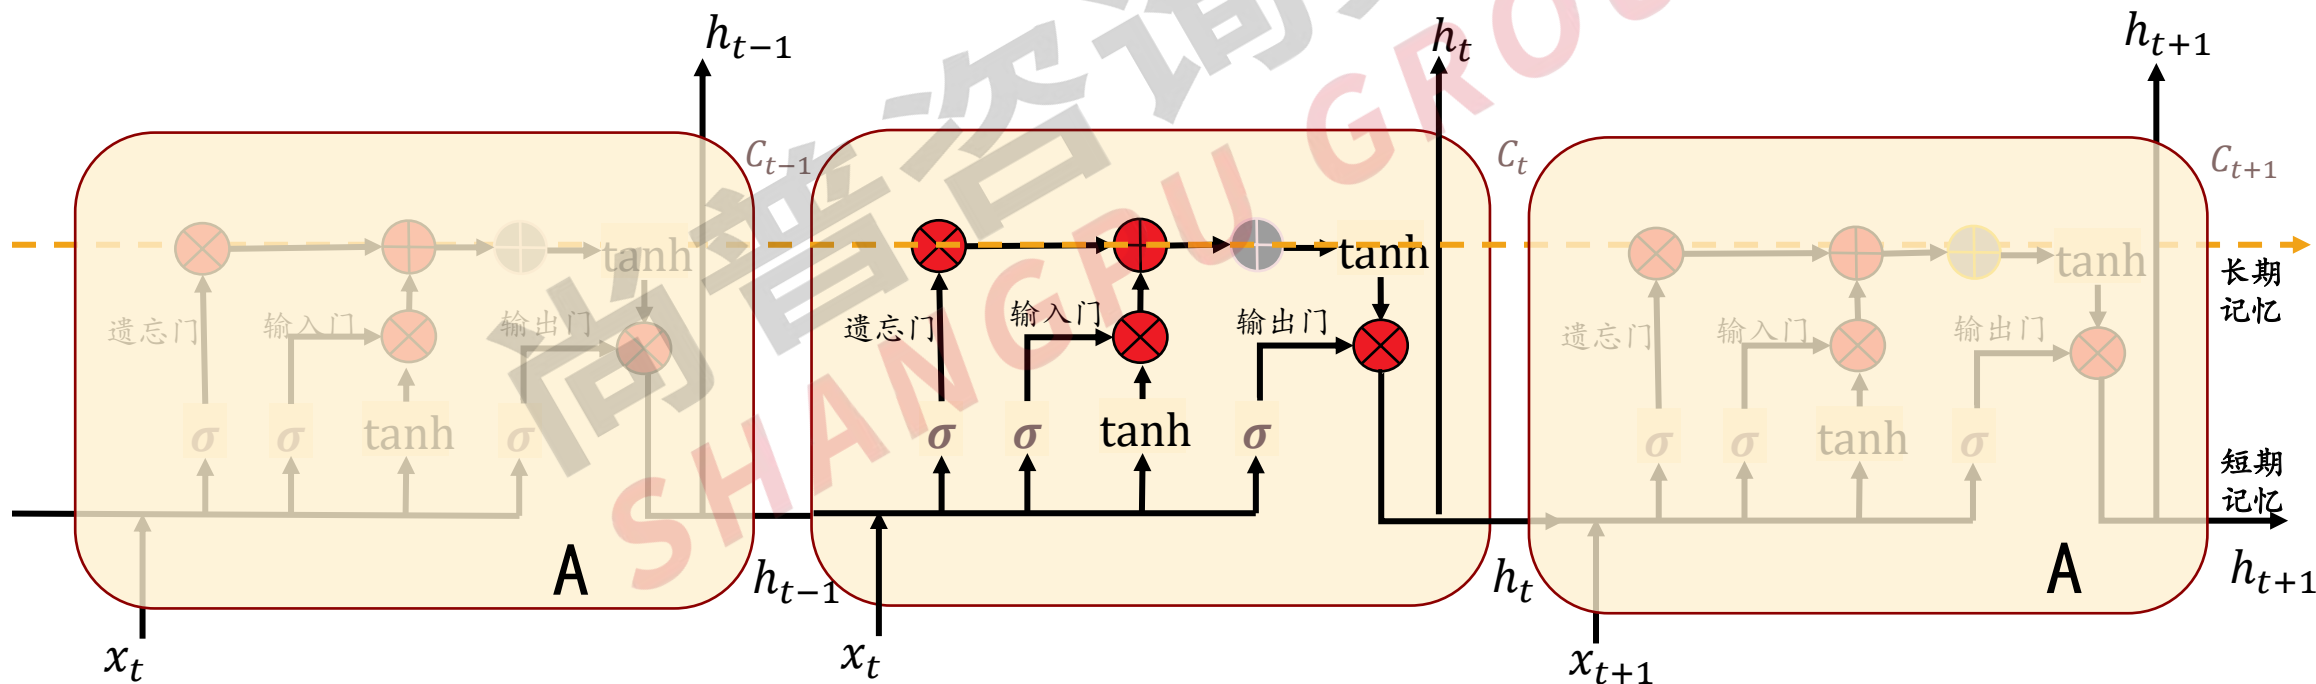 h_{t−1}
h_t
h_{t+1}
C_{t−1}
C_t
C_{t+1}
tanh
tanh
tanh
长期
记忆
遗忘门
输入门
输出门
遗忘门
输入门
输出门
遗忘门
输入门
输出门
σ
σ
tanh
σ
σ
σ
tanh
σ
σ
σ
tanh
σ
短期
记忆
A
A
h_{t−1}
h_t
h_{t+1}
x_t
x_t
x_{t+1}
尚普咨询
SHANGPU GROU